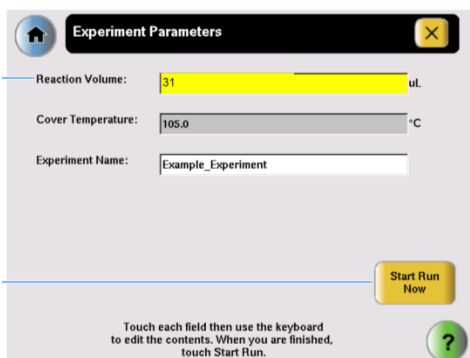 Experiment Parameters
Reaction Volume: 31 uL
Cover Temperature: 105.0 °C
Experiment Name: Example_Experiment
Start Run
Now
Touch each field then use the keyboard
to edit the contents. When you are finished,
touch Start Run.
?